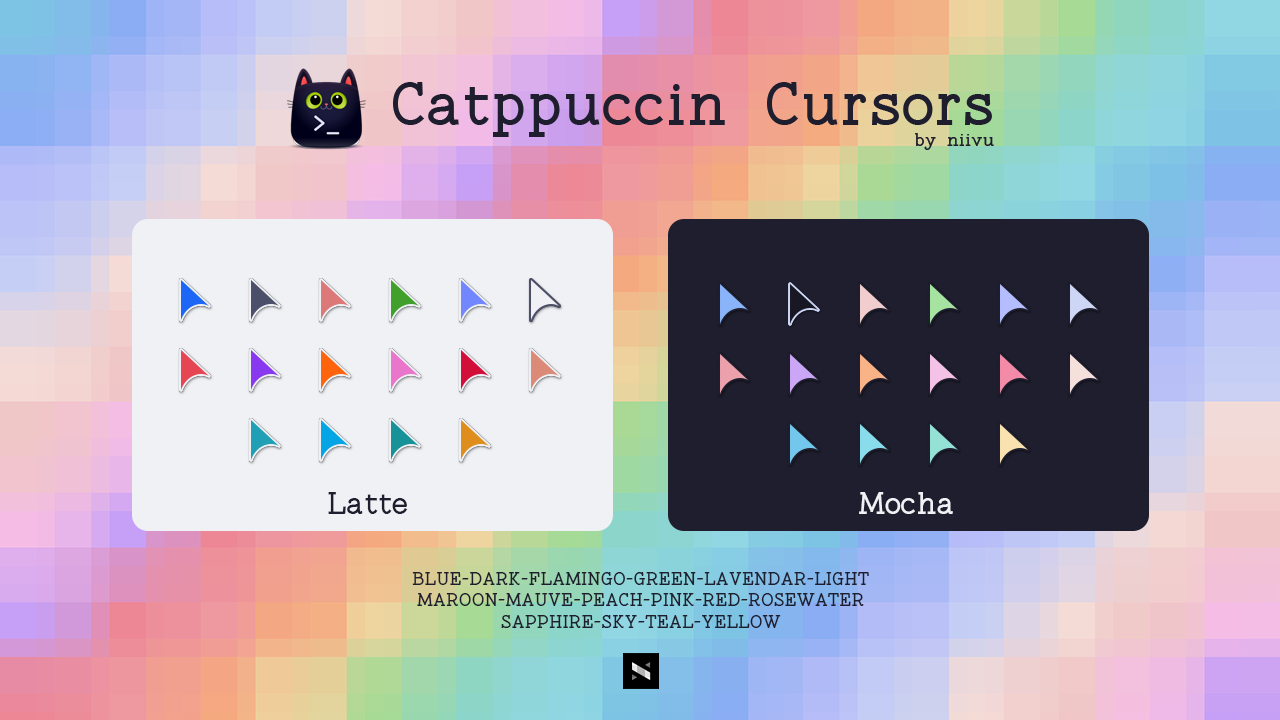 Catppuccin Cursors
by niivu
>_
Latte
Mocha
BLUE-DARK-FLAMINGO-GREEN-LAVENDAR-LIGHT
MAROON-MAUVE-PEACH-PINK-RED-ROSEWATER
SAPPHIRE-SKY-TEAL-YELLOW